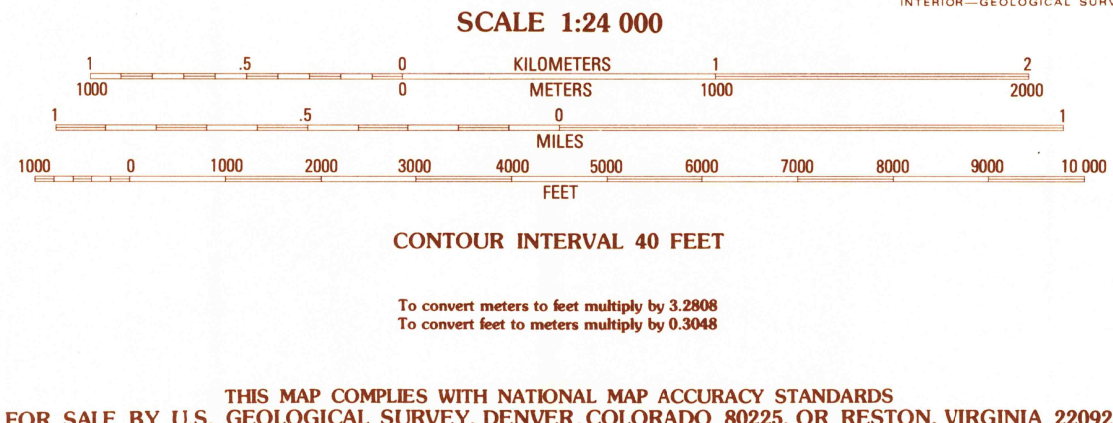 INTERIOR—GEOLOGICAL SURV
SCALE 1:24 000
1 .5 0 KILOMETERS 1 2
1000 0 METERS 1000 2000
1 .5 0 1
MILES
1000 0 1000 2000 3000 4000 5000 6000 7000 8000 9000 10 000
FEET
CONTOUR INTERVAL 40 FEET
To convert meters to feet multiply by 3.2808
To convert feet to meters multiply by 0.3048
THIS MAP COMPLIES WITH NATIONAL MAP ACCURACY STANDARDS
FOR SALE BY U.S. GEOLOGICAL SURVEY, DENVER, COLORADO 80225, OR RESTON, VIRGINIA 22092